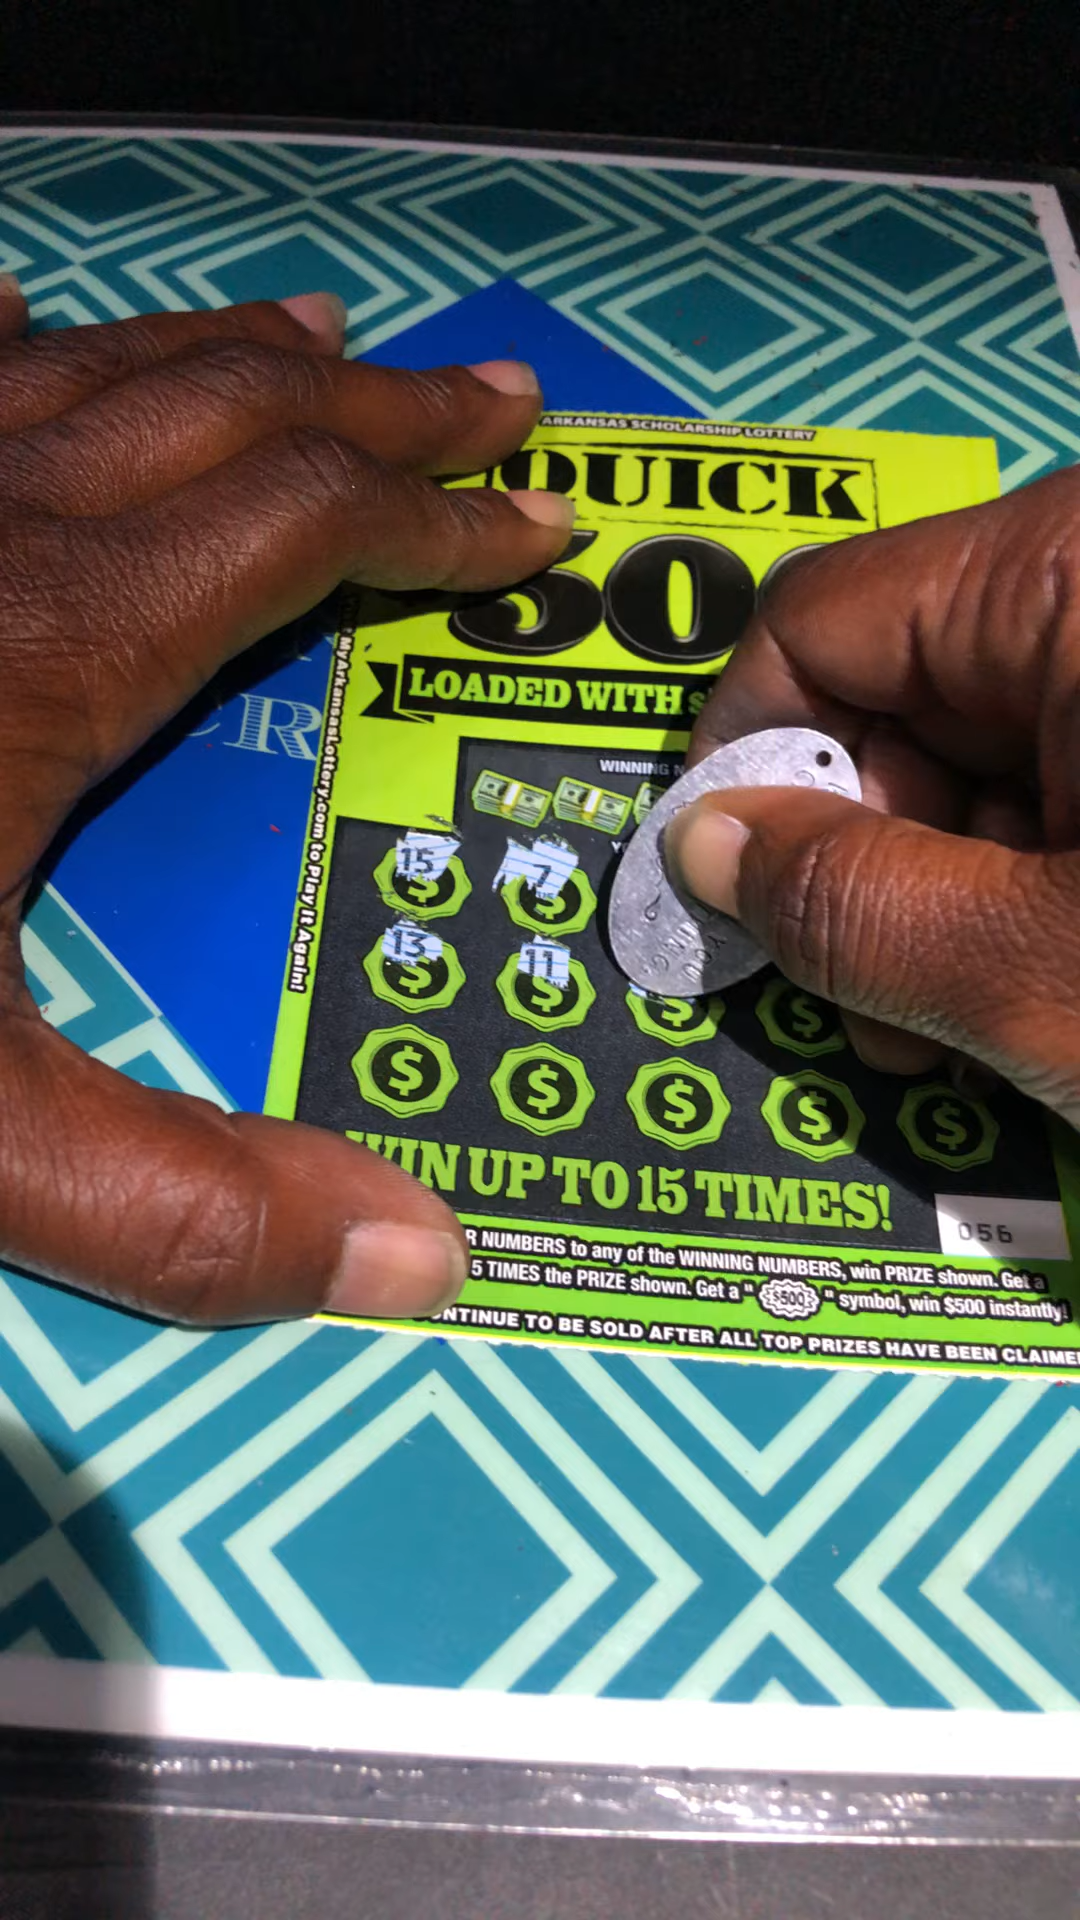 ARKANSAS SCHOLARSHIP LOTTERY
QUICK
500
LOADED WITH
MyArkansasLottery.com to Play It Again!
WINNING
15
7
13
11
WIN UP TO 15 TIMES!
056
NUMBERS to any of the WINNING NUMBERS, win PRIZE shown. Get a
5 TIMES the PRIZE shown. Get a " $500 " symbol, win $500 instantly!
CONTINUE TO BE SOLD AFTER ALL TOP PRIZES HAVE BEEN